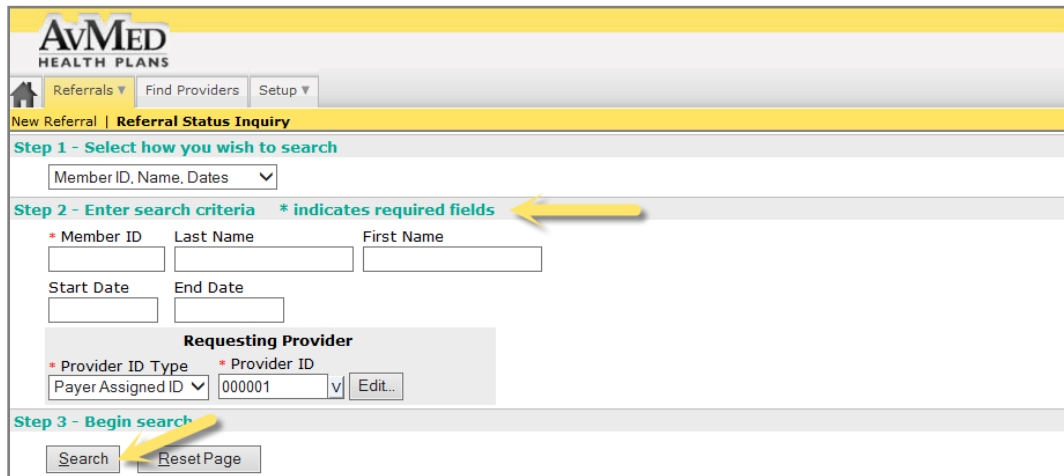 AvMED
HEALTH PLANS
Referrals Find Providers Setup
New Referral | Referral Status Inquiry
Step 1 - Select how you wish to search
Member ID, Name, Dates
Step 2 - Enter search criteria * indicates required fields
* Member ID Last Name First Name
Start Date End Date
Requesting Provider
* Provider ID Type * Provider ID
Payer Assigned ID 000001 V Edit...
Step 3 - Begin search
Search Reset Page